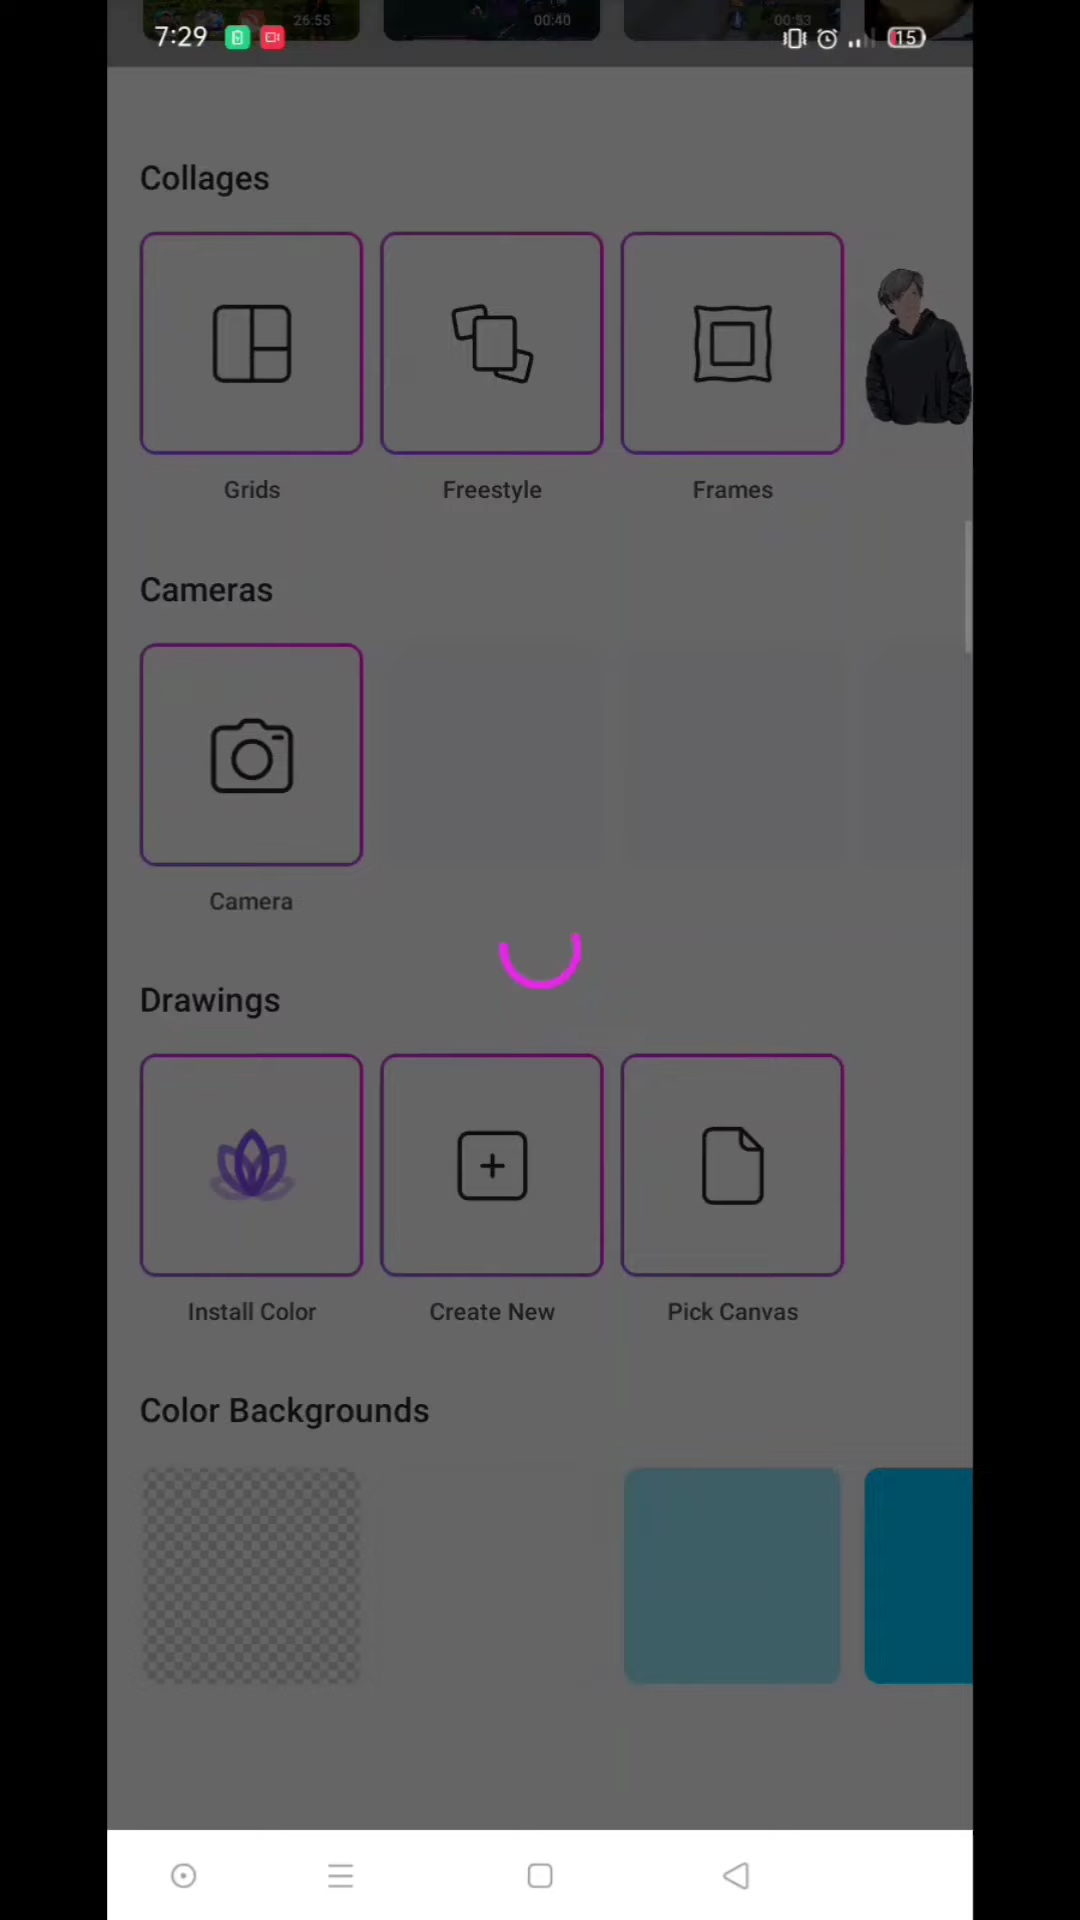 26:55 00:40 00:53
7:29 15
Collages
Grids Freestyle Frames
Cameras
Camera
Drawings
Install Color Create New Pick Canvas
Color Backgrounds